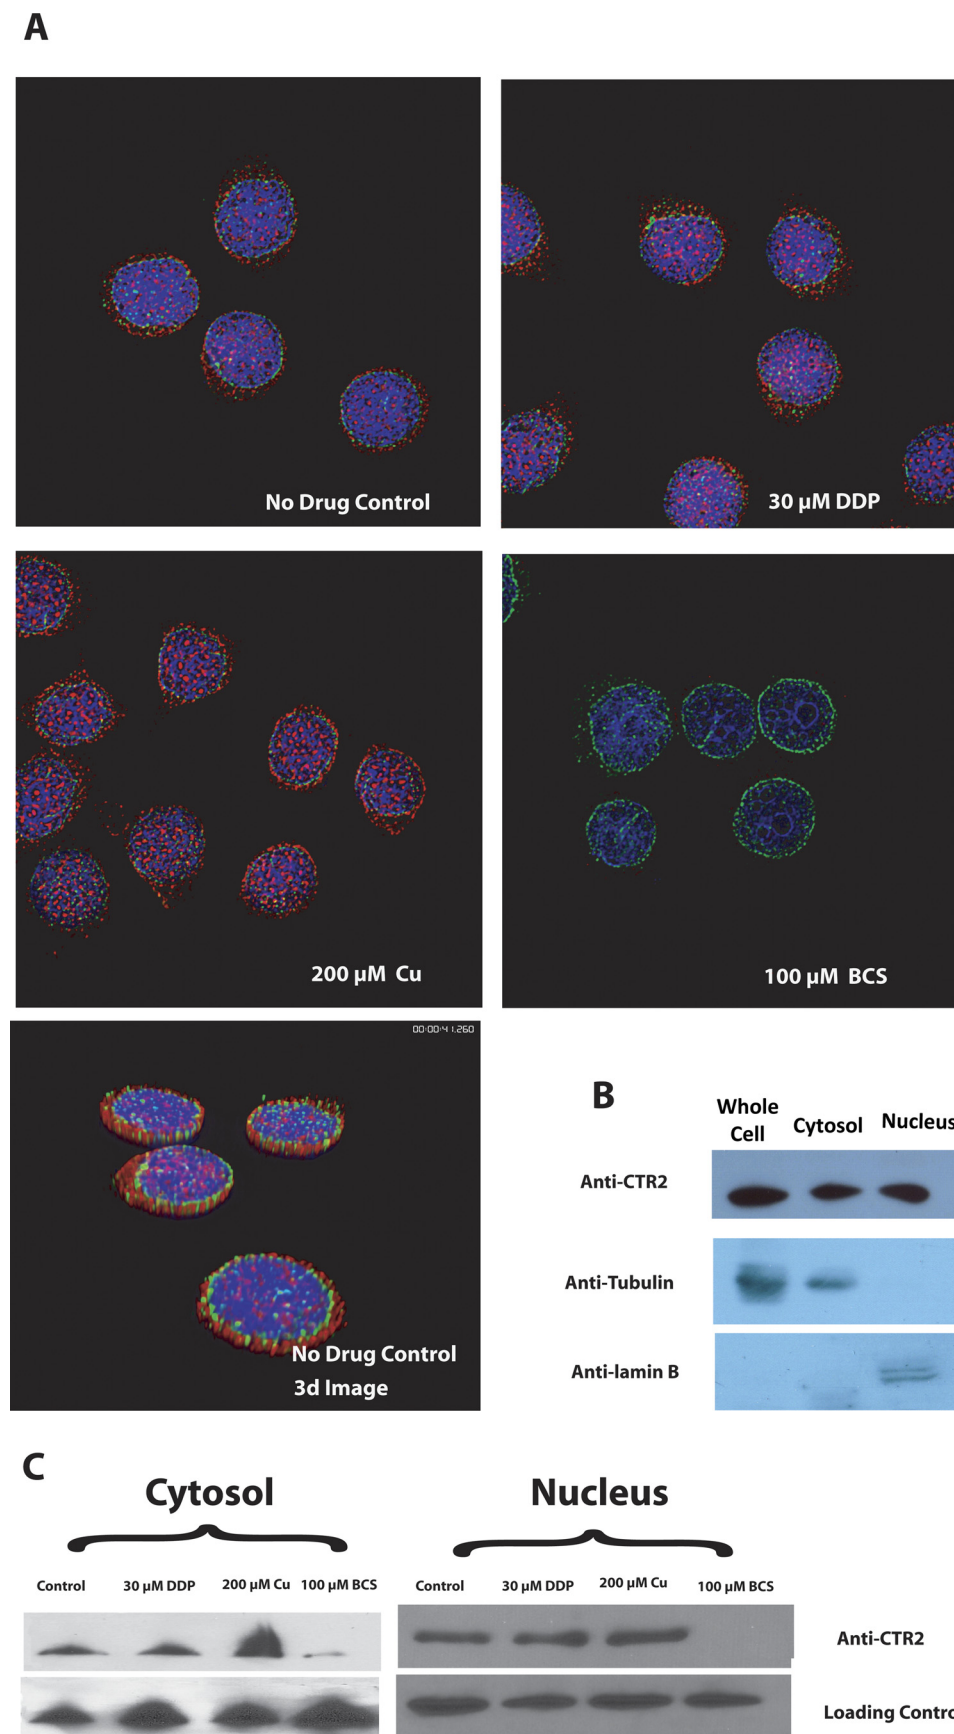 A
No Drug Control
30 µM DDP
200 µM Cu
100 µM BCS
00:00:41.260
No Drug Control
3d Image
B
Whole
Cell
Cytosol
Nucleus
Anti-CTR2
Anti-Tubulin
Anti-lamin B
C
Cytosol
Nucleus
Control
30 µM DDP
200 µM Cu
100 µM BCS
Control
30 µM DDP
200 µM Cu
100 µM BCS
Anti-CTR2
Loading Contro